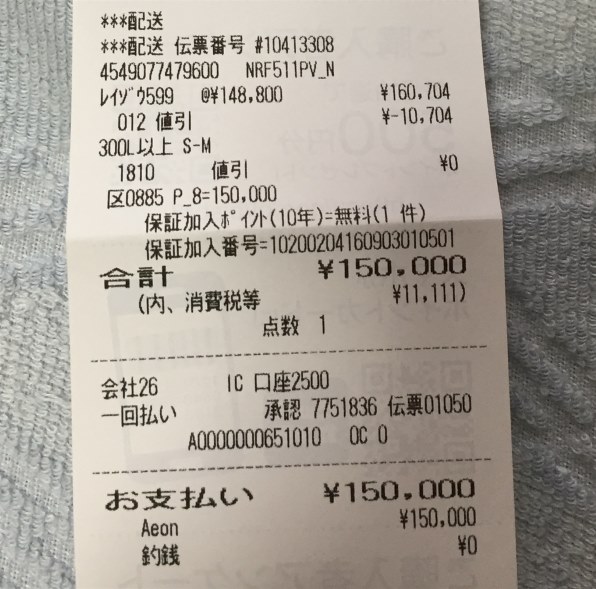 ***配送
***配送 伝票番号 #10413308
4549077479600 NRF511PV_N
ﾚｲｿﾞｳ599 @¥148,800 ¥160,704
012 値引 ¥-10,704
300L以上 S-M
1810 値引 ¥0
区0885 P_8=150,000
保証加入ﾎﾟｲﾝﾄ(10年)=無料(1 件)
保証加入番号=10200204160903010501
合計 ¥150,000
(内、消費税等 ¥11,111)
点数 1
会社26 IC 口座2500
一回払い 承認 7751836 伝票01050
A0000000651010 OC 0
お支払い ¥150,000
Aeon ¥150,000
釣銭 ¥0